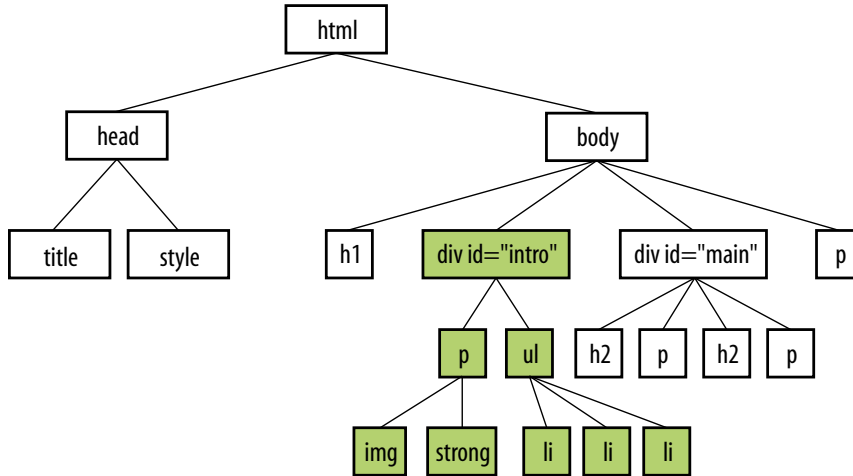 html
head
body
title
style
h1
div id="intro"
div id="main"
p
p
ul
h2
p
h2
p
img
strong
li
li
li